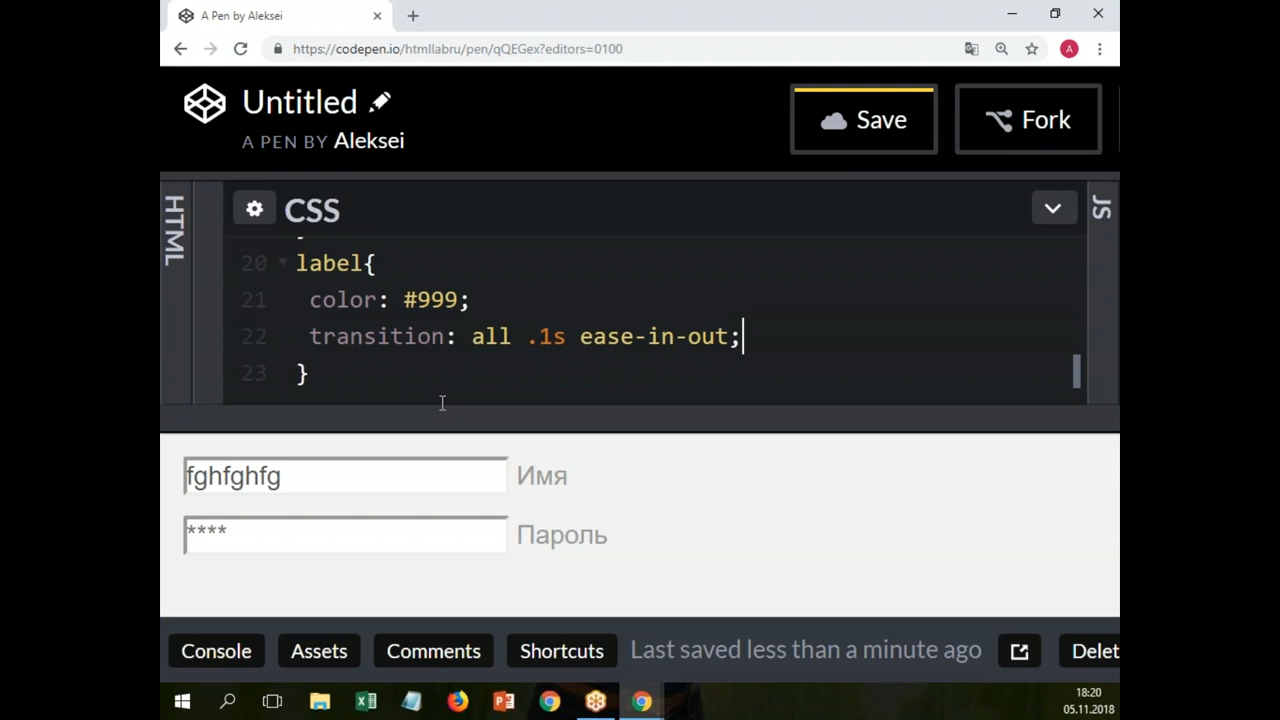 A Pen by Aleksei
https://codepen.io/htmllabru/pen/qQEGex?editors=0100
A
Untitled
A PEN BY Aleksei
Save
Fork
HTML
CSS
JS
20 label{
21 color: #999;
22 transition: all .1s ease-in-out;
23 }
fghfghfg Имя
**** Пароль
Console Assets Comments Shortcuts Last saved less than a minute ago Delet
18:20
05.11.2018